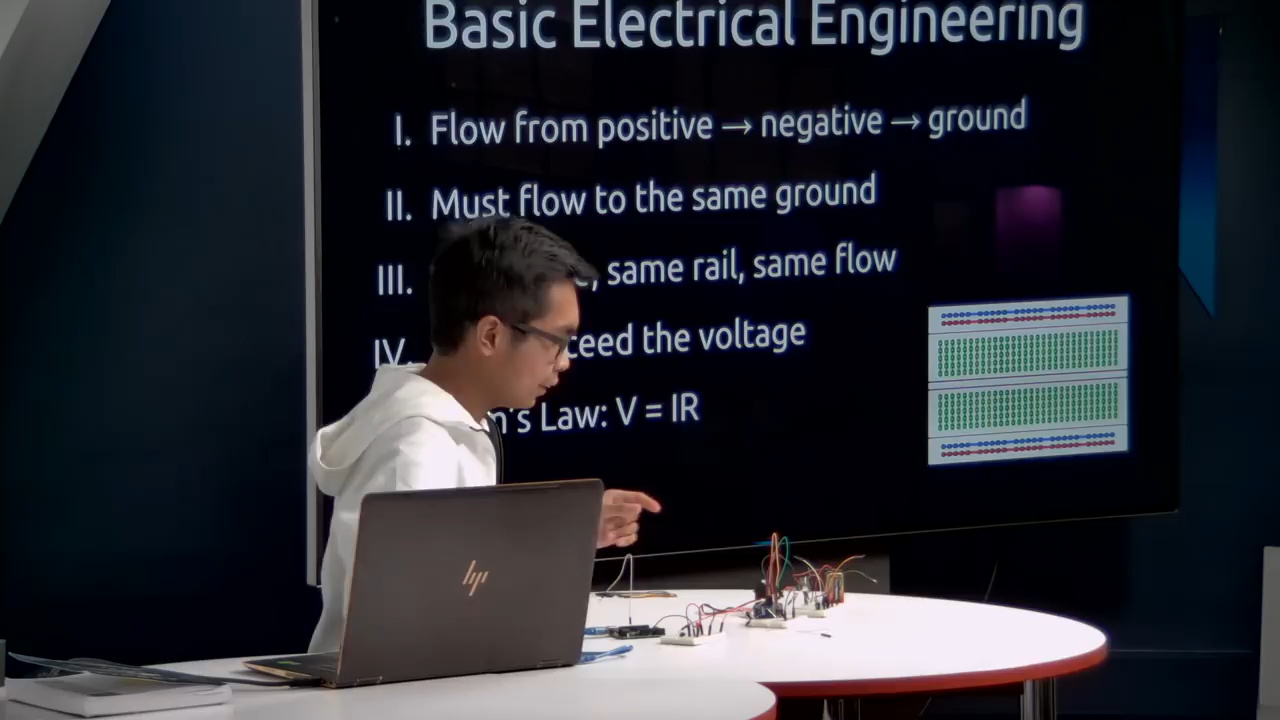 Basic Electrical Engineering
I. Flow from positive → negative → ground
II. Must flow to the same ground
III. same rail, same flow
IV. the voltage
Law: V = IR
hp